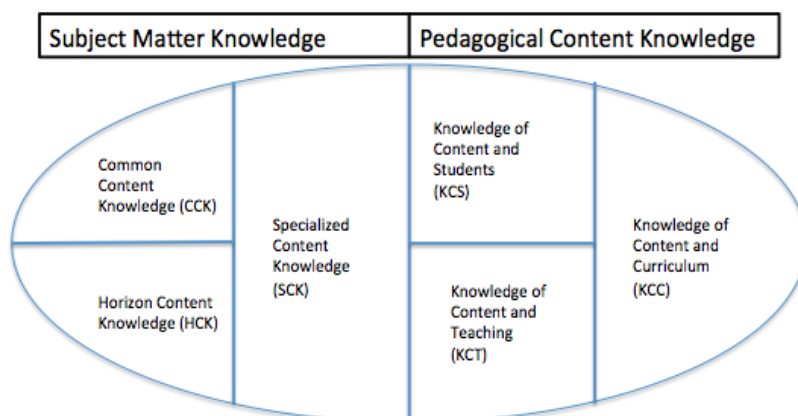 Subject Matter Knowledge
Pedagogical Content Knowledge
Common
Content
Knowledge (CCK)
Horizon Content
Knowledge (HCK)
Specialized
Content
Knowledge
(SCK)
Knowledge of
Content and
Students
(KCS)
Knowledge of
Content and
Teaching
(KCT)
Knowledge of
Content and
Curriculum
(KCC)